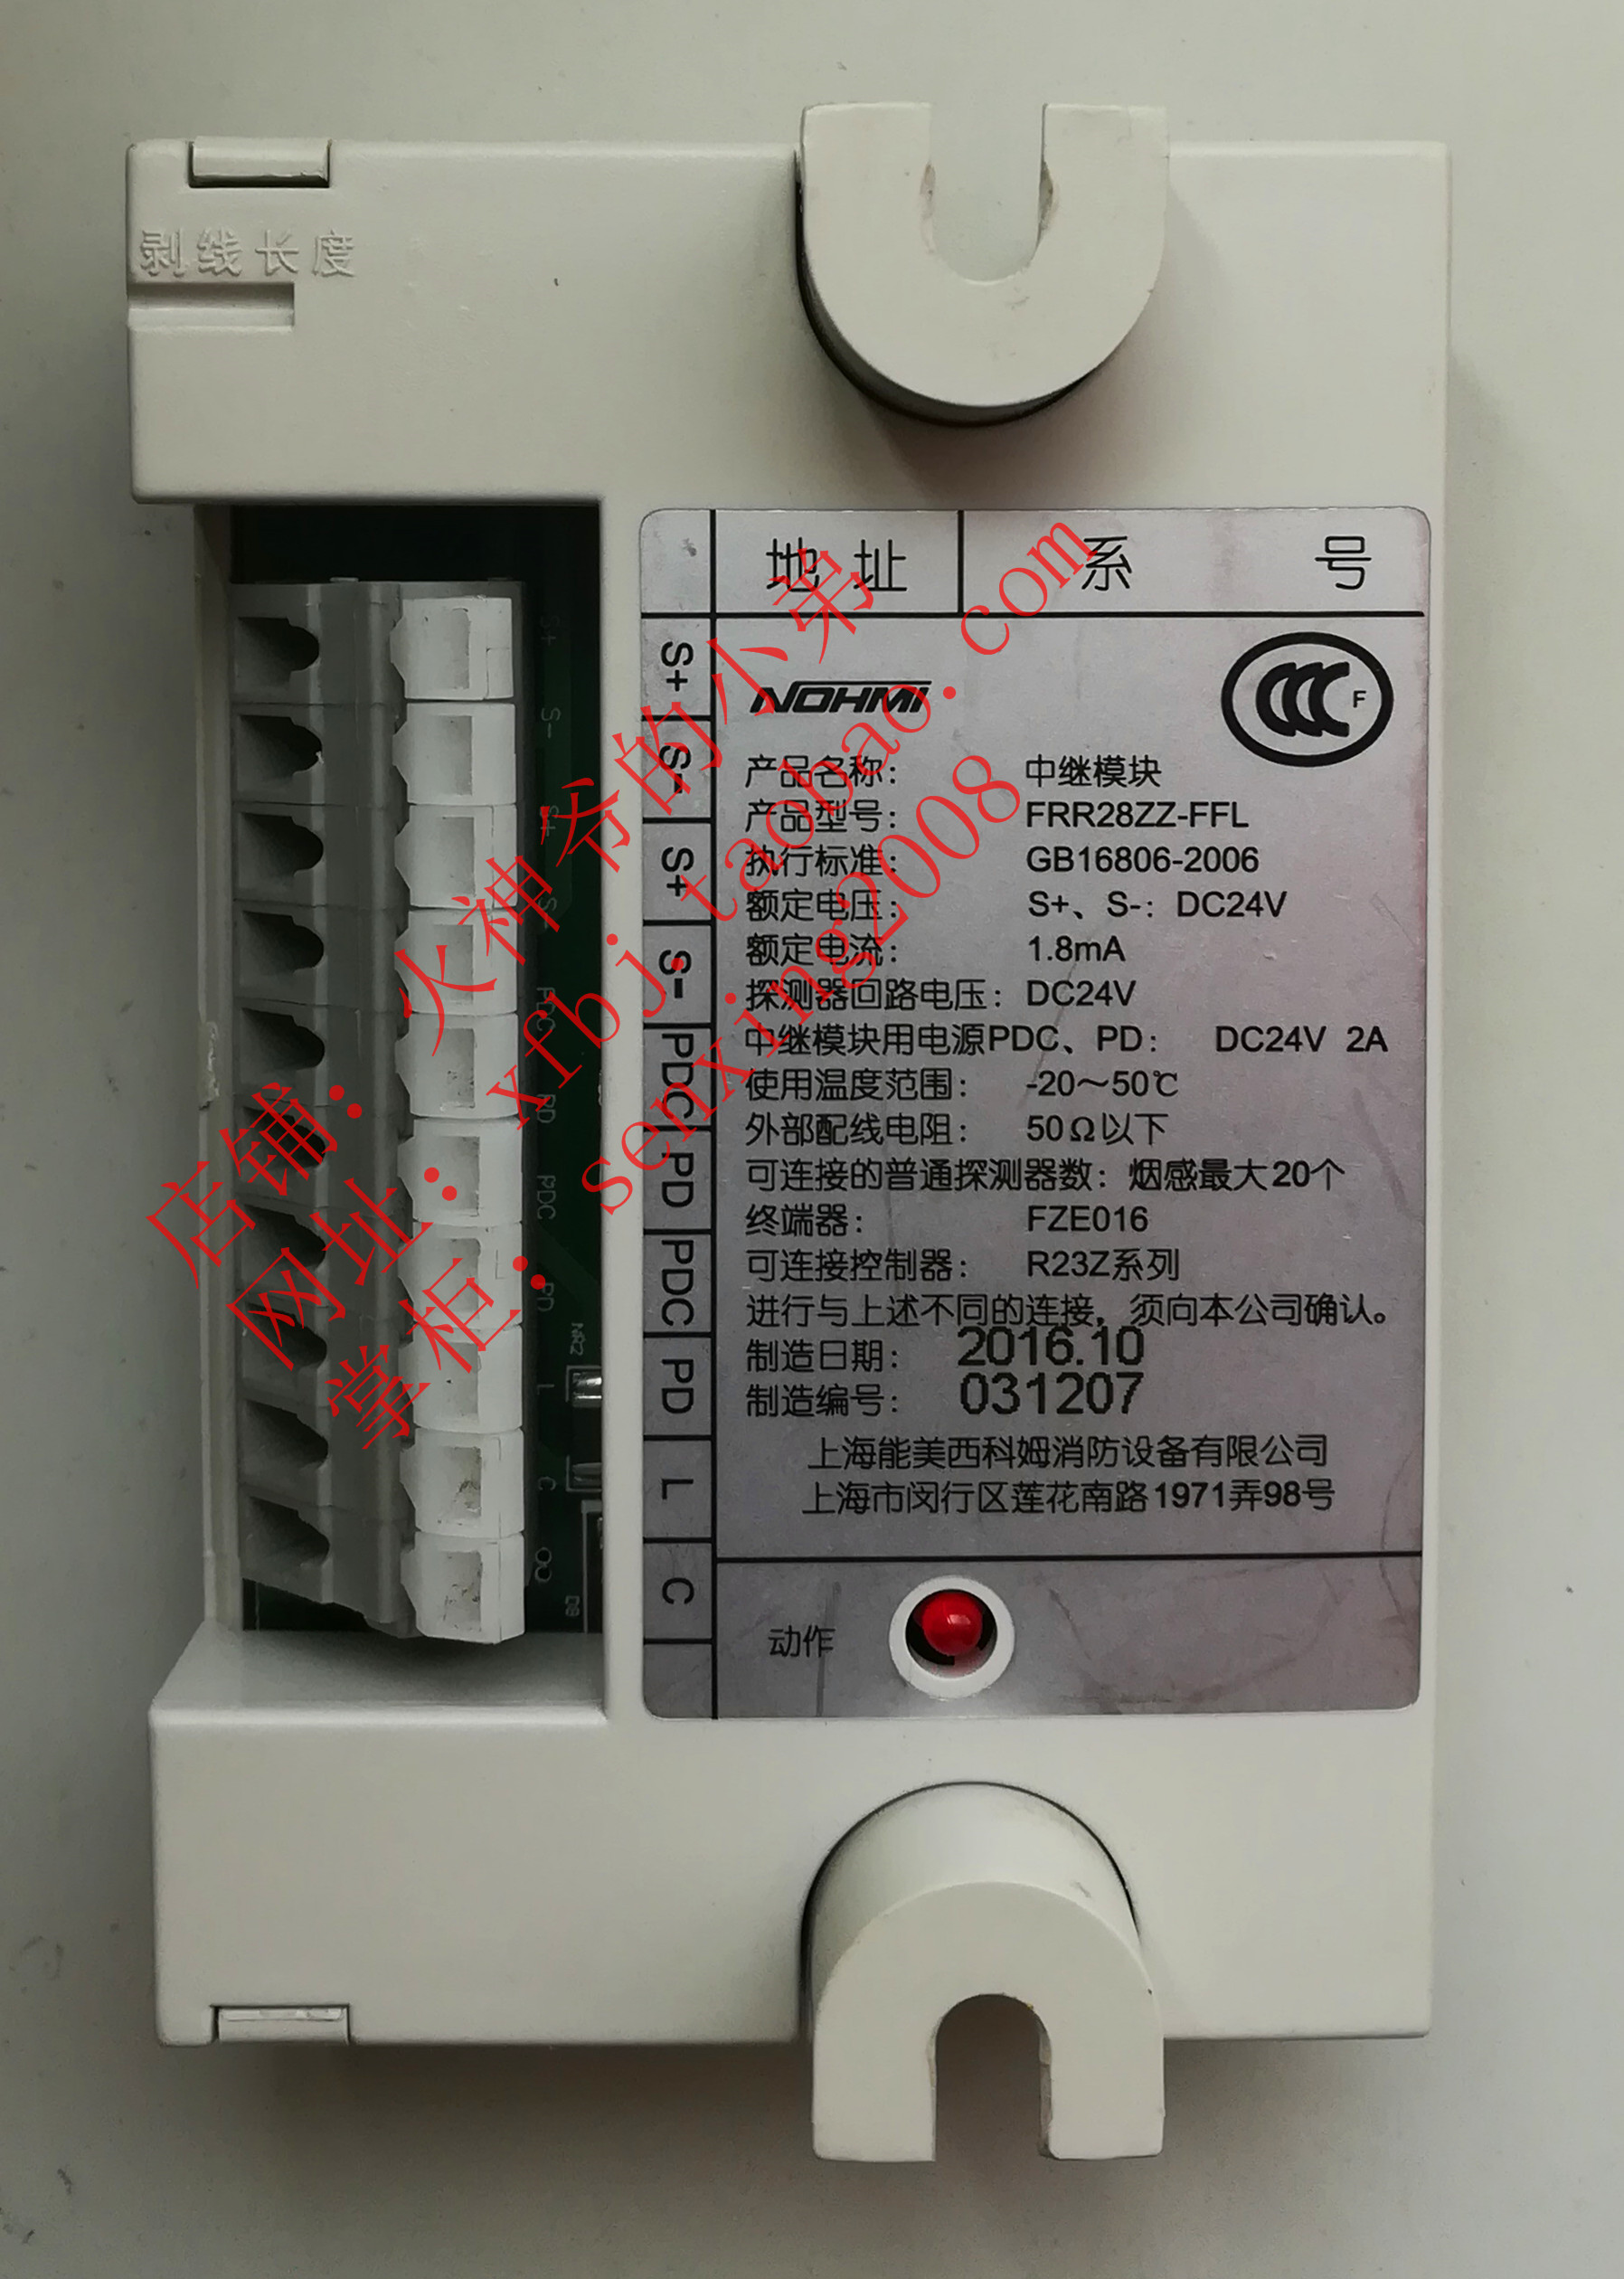 剥线长度
地址 系 号
S+
S-
S+
S-
PDC
PD
PDC
PD
L
C
NOHMI
CCC F
产品名称： 中继模块
产品型号： FRR28ZZ-FFL
执行标准： GB16806-2006
额定电压： S+、S-：DC24V
额定电流： 1.8mA
探测器回路电压：DC24V
中继模块用电源PDC、PD： DC24V 2A
使用温度范围： -20～50℃
外部配线电阻： 50Ω以下
可连接的普通探测器数：烟感最大20个
终端器： FZE016
可连接控制器： R23Z系列
进行与上述不同的连接，须向本公司确认。
制造日期： 2016.10
制造编号： 031207
上海能美西科姆消防设备有限公司
上海市闵行区莲花南路1971弄98号
动作
S+
S-
S+
S-
PDC
PD
PDC
PD
L
C
店铺：火神爷的小弟
网址：xfbj.taobao.com
掌柜：senxing2008